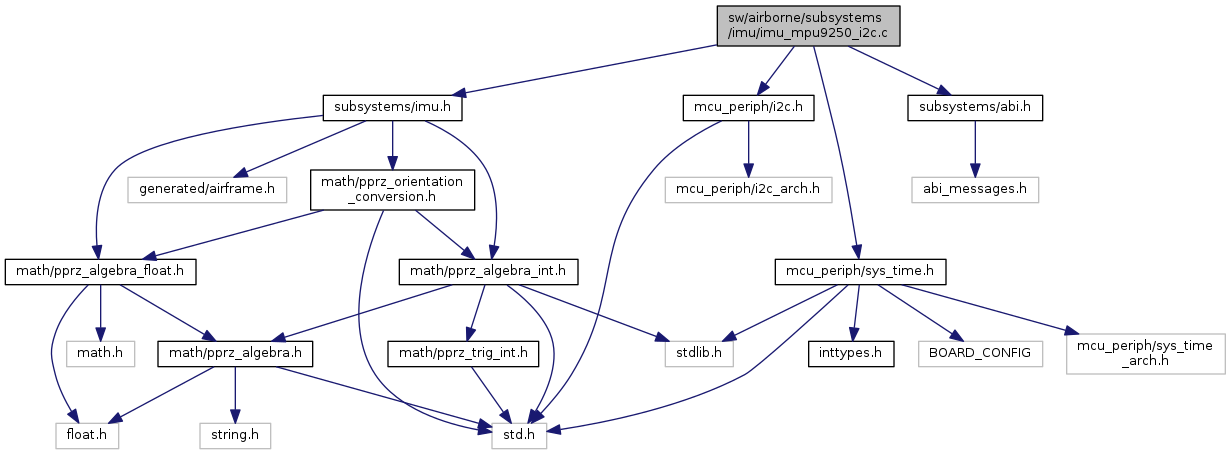 sw/airborne/subsystems
/imu/imu_mpu9250_i2c.c
subsystems/imu.h
mcu_periph/i2c.h
subsystems/abi.h
generated/airframe.h
math/pprz_orientation
_conversion.h
mcu_periph/i2c_arch.h
abi_messages.h
math/pprz_algebra_float.h
math/pprz_algebra_int.h
mcu_periph/sys_time.h
math.h
math/pprz_algebra.h
math/pprz_trig_int.h
stdlib.h
inttypes.h
BOARD_CONFIG
mcu_periph/sys_time
_arch.h
float.h
string.h
std.h